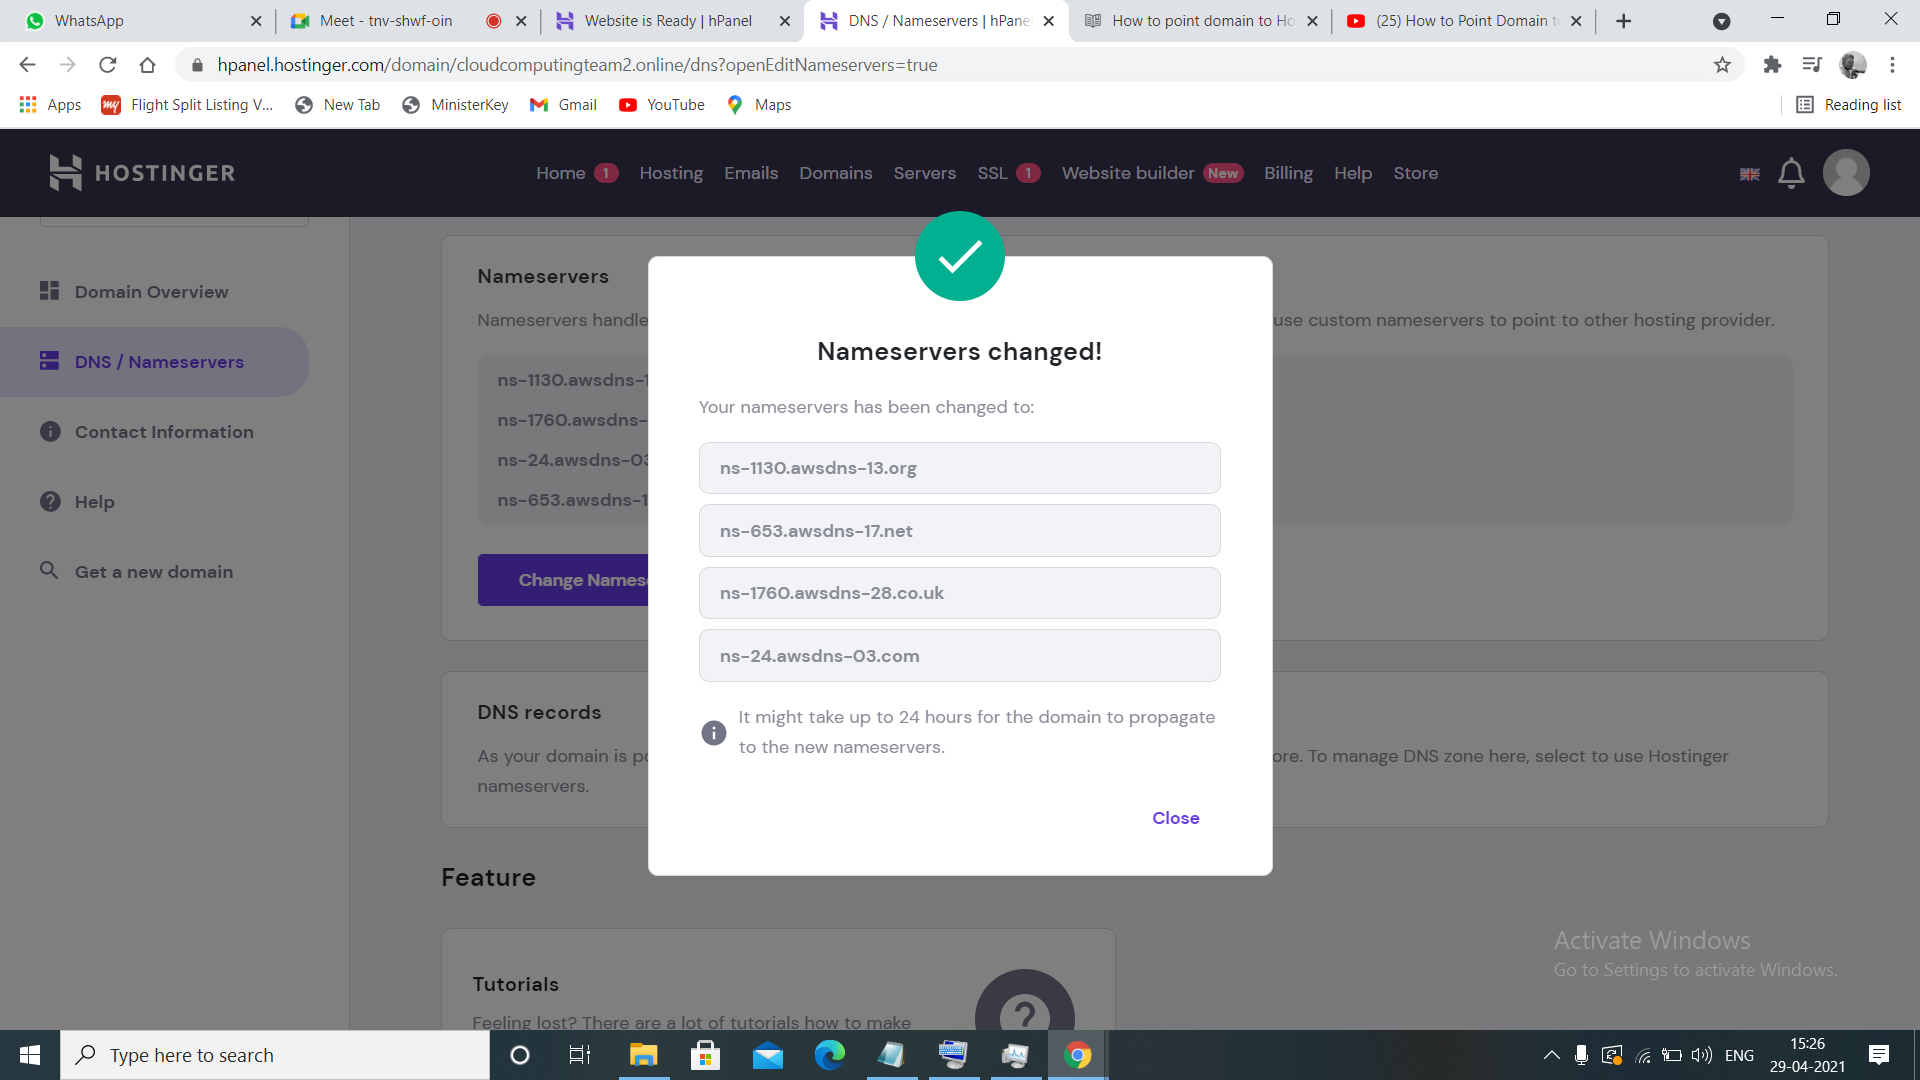 WhatsApp
Meet - tnv-shwf-oin
Website is Ready | hPanel
DNS / Nameservers | hPane
How to point domain to Ho
(25) How to Point Domain t
hpanel.hostinger.com/domain/cloudcomputingteam2.online/dns?openEditNameservers=true
Apps
my
Flight Split Listing V...
New Tab
MinisterKey
Gmail
YouTube
Maps
Reading list
HOSTINGER
Home 1
Hosting
Emails
Domains
Servers
SSL 1
Website builder New
Billing
Help
Store
Domain Overview
DNS / Nameservers
Contact Information
Help
Get a new domain
Nameservers
Nameservers handle
use custom nameservers to point to other hosting provider.
ns-1130.awsdns-1
ns-1760.awsdns-
ns-24.awsdns-03
ns-653.awsdns-1
Change Names
Nameservers changed!
Your nameservers has been changed to:
ns-1130.awsdns-13.org
ns-653.awsdns-17.net
ns-1760.awsdns-28.co.uk
ns-24.awsdns-03.com
It might take up to 24 hours for the domain to propagate
to the new nameservers.
Close
DNS records
As your domain is po
ore. To manage DNS zone here, select to use Hostinger
nameservers.
Feature
Tutorials
Feeling lost? There are a lot of tutorials how to make
Activate Windows
Go to Settings to activate Windows.
Type here to search
ENG
15:26
29-04-2021